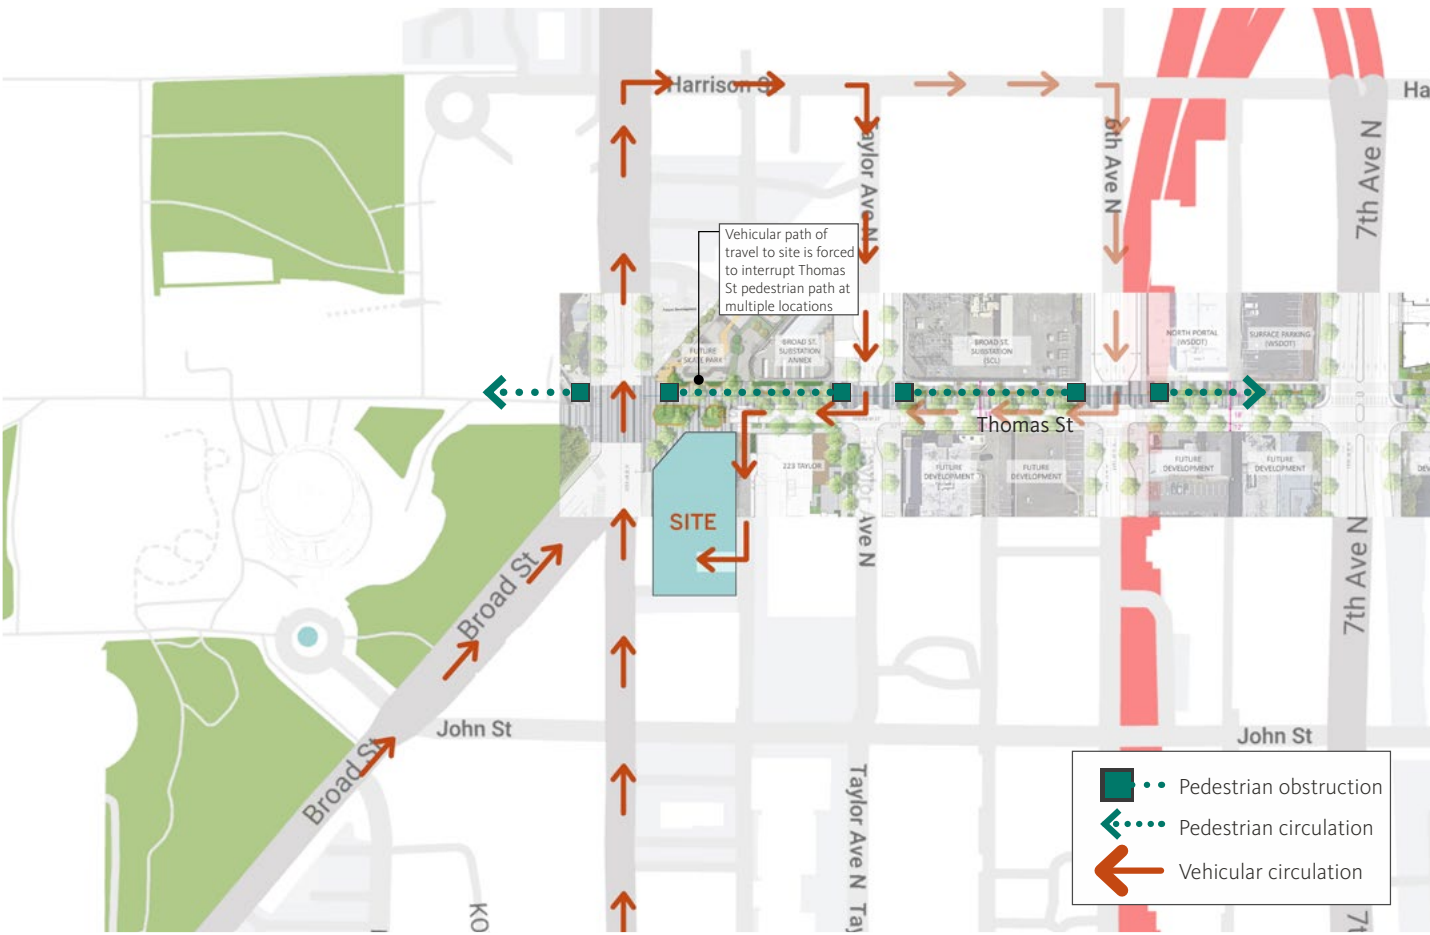 Harrison S
Ha
Taylor Ave N
6th Ave N
7th Ave N
Vehicular path of
travel to site is forced
to interrupt Thomas
St pedestrian path at
multiple locations
FUTURE
SKATE PARK
BROAD ST.
SUBSTATION
ANNEX
BROAD ST.
SUBSTATION
(SCL)
NORTH PORTAL
(WSDOT)
SURFACE PARKING
(WSDOT)
Thomas St
223 TAYLOR
FUTURE
DEVELOPMENT
FUTURE
DEVELOPMENT
FUTURE
DEVELOPMENT
FUTURE
DEVELOPMENT
SITE
Taylor Ave N
7th Ave N
Broad St
John St
John St
Broad St
Taylor Ave N
Tay
KO
7t
Pedestrian obstruction
Pedestrian circulation
Vehicular circulation